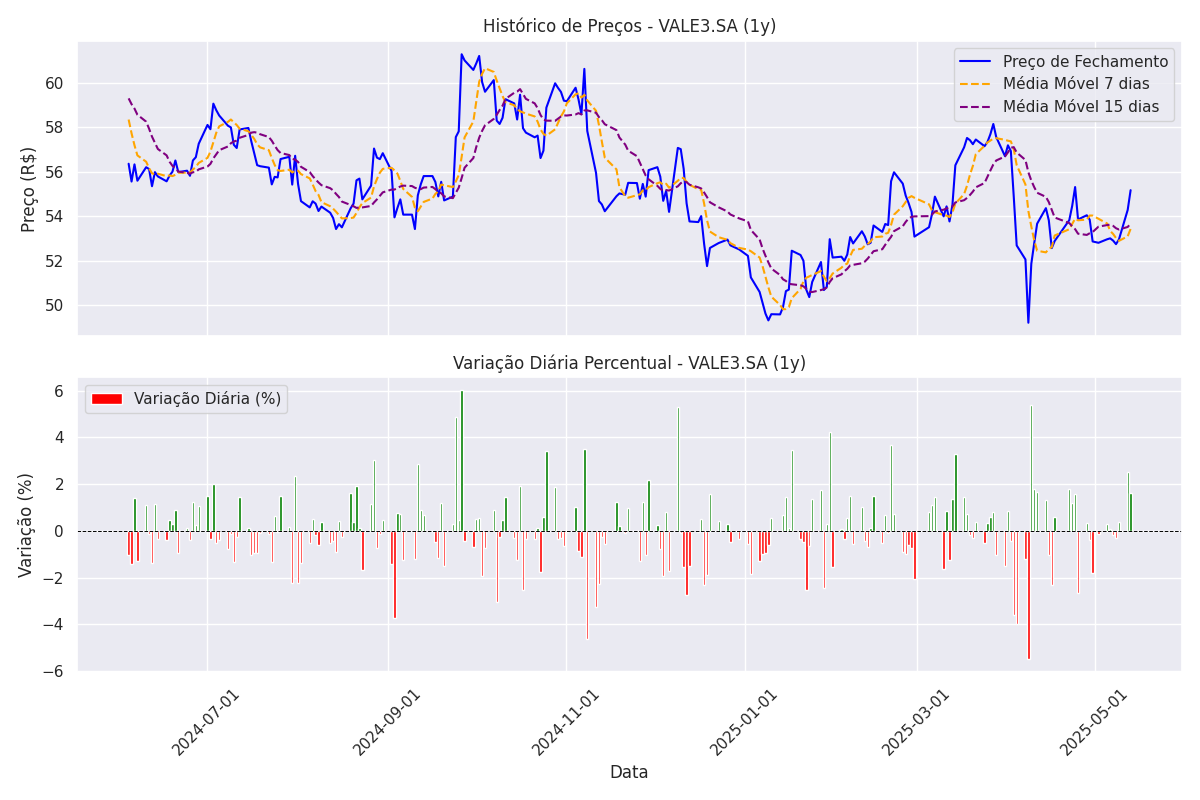 Histórico de Preços - VALE3.SA (1y)
Preço (R$)
60
58
56
54
52
50
Preço de Fechamento
Média Móvel 7 dias
Média Móvel 15 dias
Variação Diária Percentual - VALE3.SA (1y)
Variação (%)
6
4
2
0
−2
−4
−6
Variação Diária (%)
2024-07-01
2024-09-01
2024-11-01
2025-01-01
2025-03-01
2025-05-01
Data